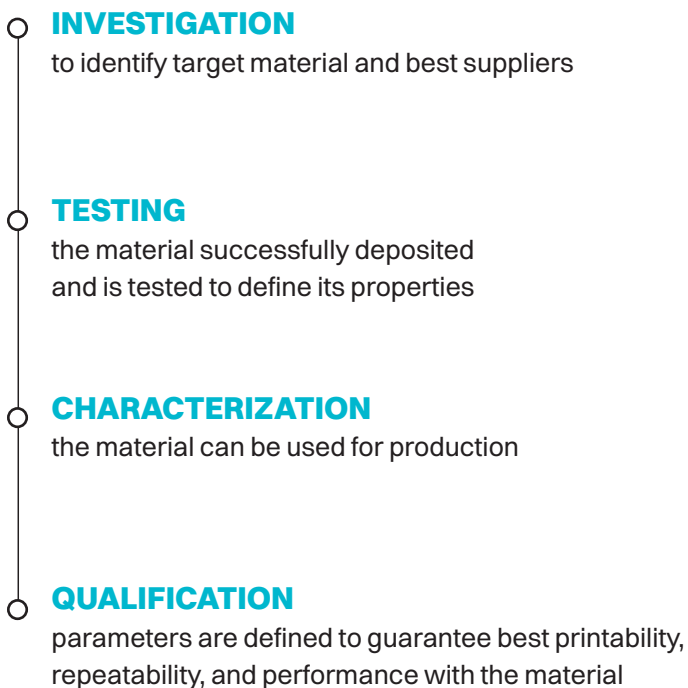 INVESTIGATION
to identify target material and best suppliers
TESTING
the material successfully deposited
and is tested to define its properties
CHARACTERIZATION
the material can be used for production
QUALIFICATION
parameters are defined to guarantee best printability,
repeatability, and performance with the material